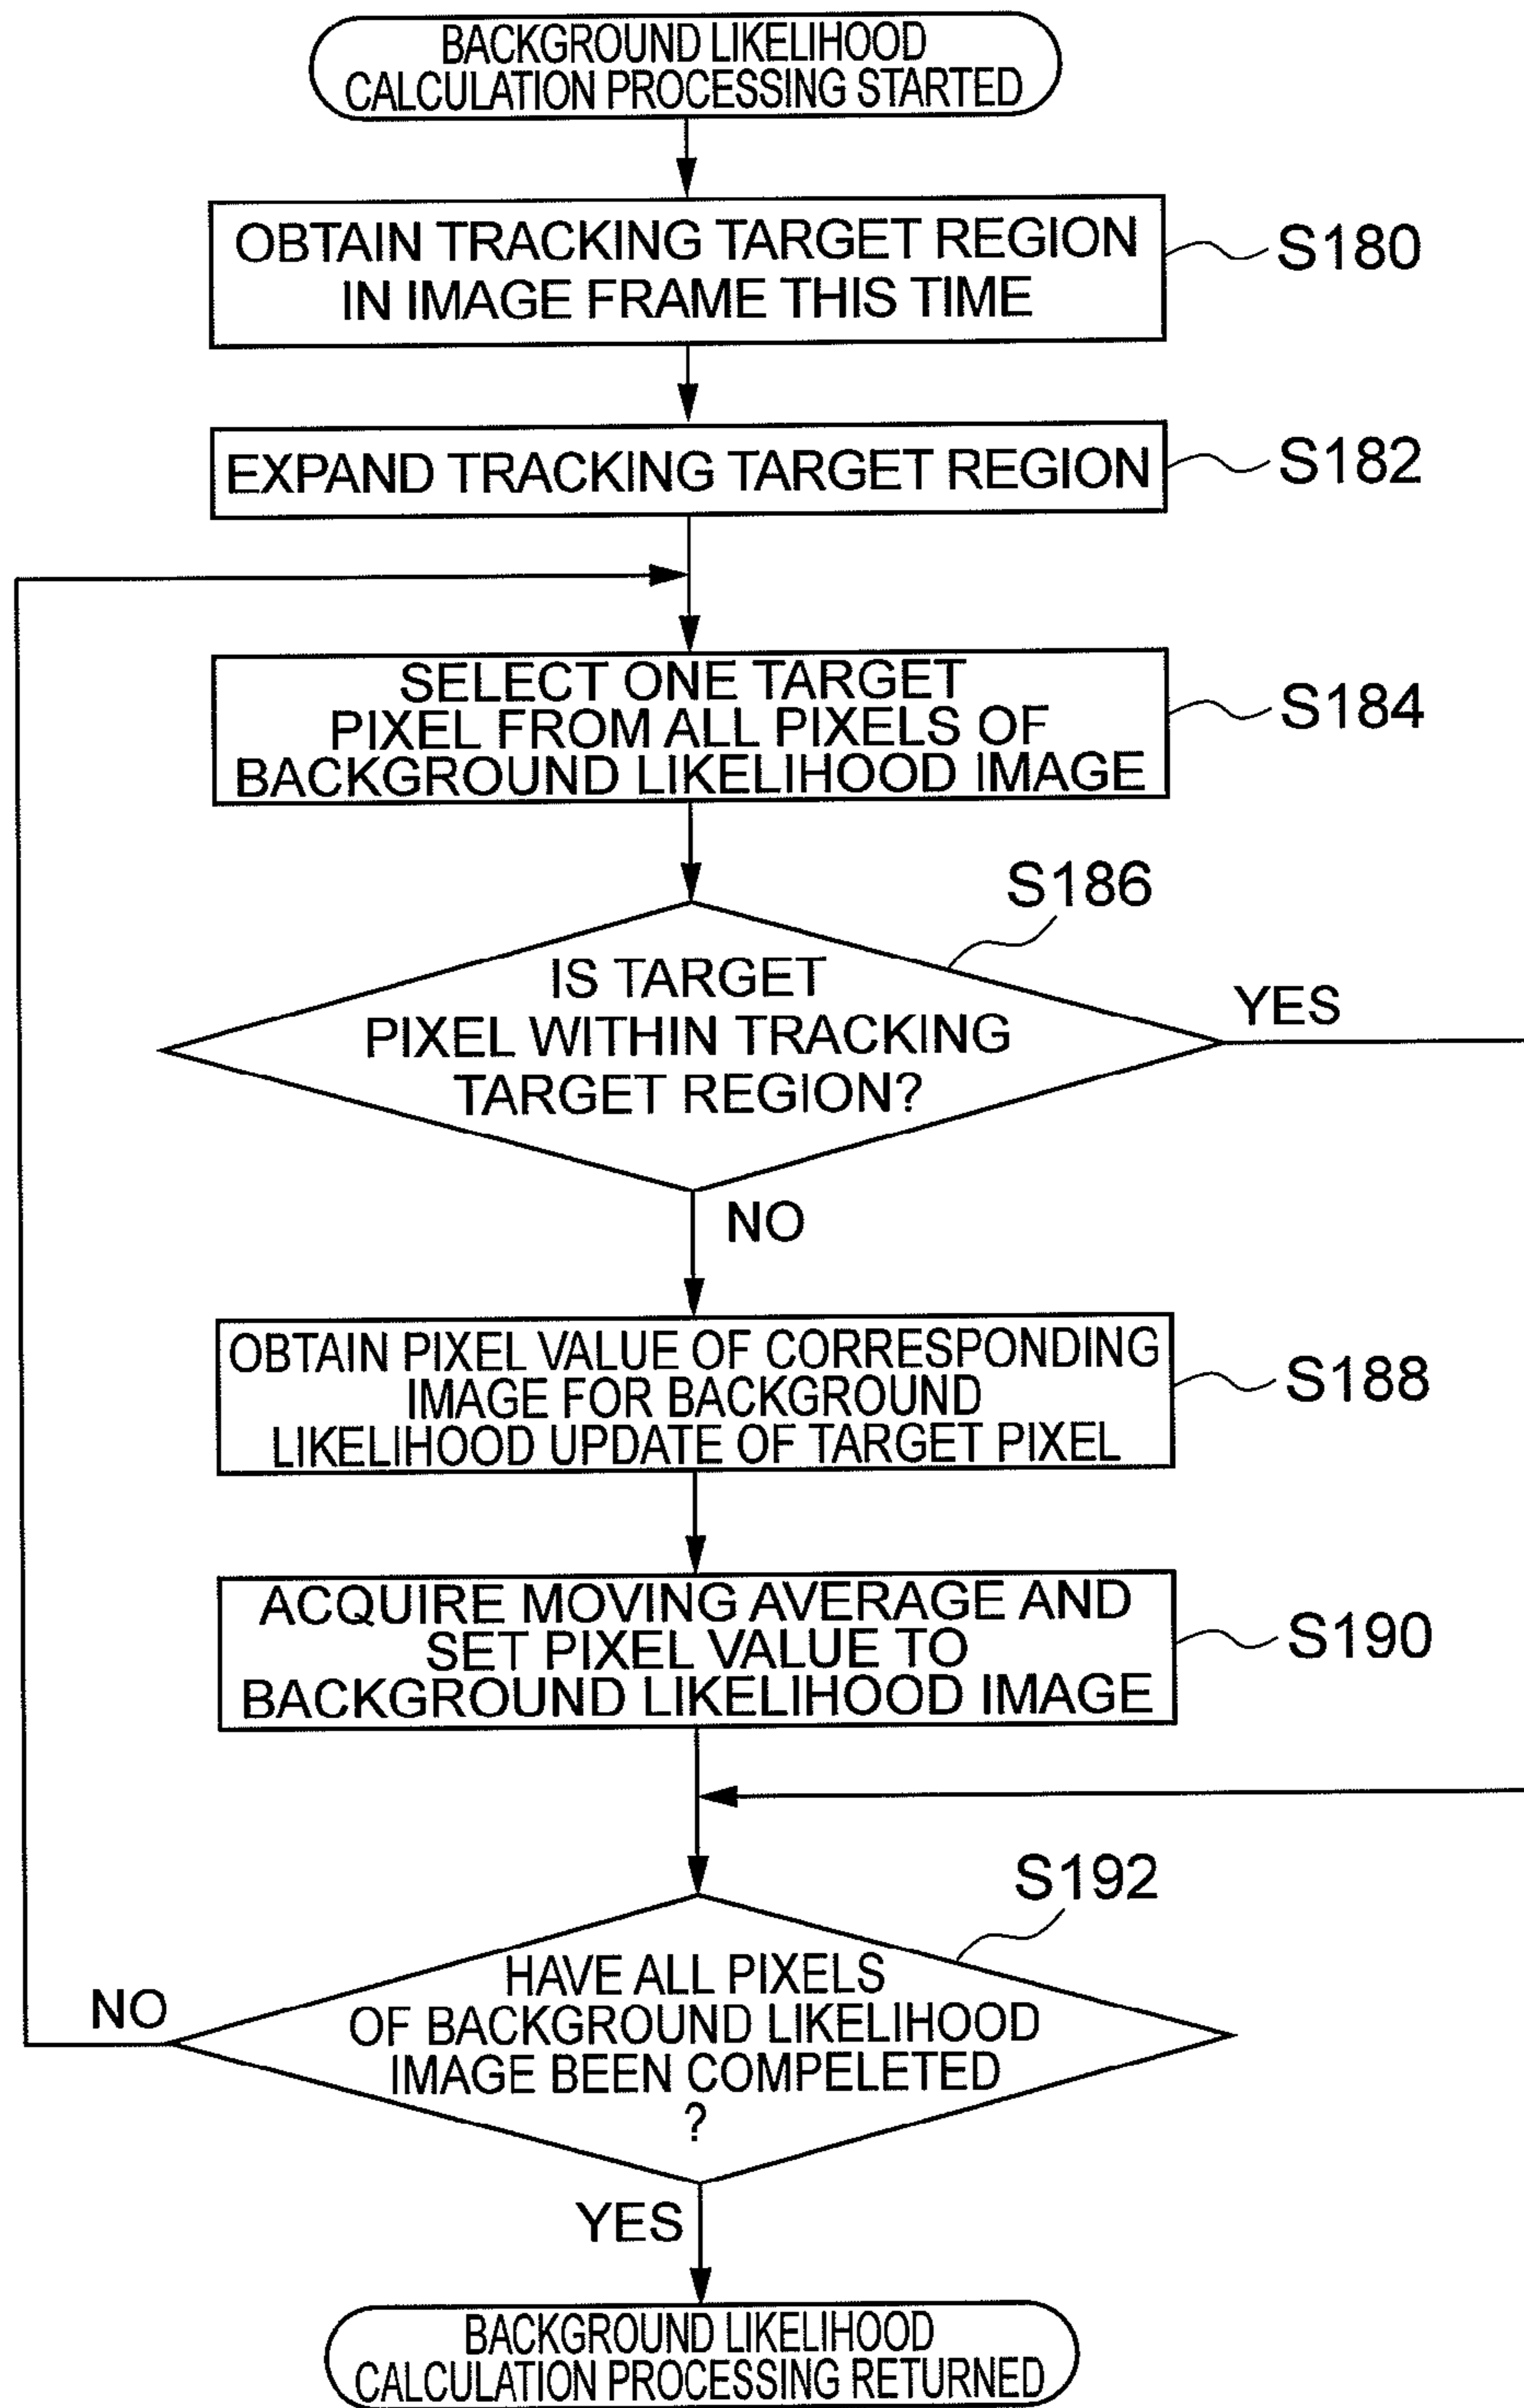 BACKGROUND LIKELIHOOD
CALCULATION PROCESSING STARTED
OBTAIN TRACKING TARGET REGION
IN IMAGE FRAME THIS TIME
S180
EXPAND TRACKING TARGET REGION
S182
SELECT ONE TARGET
PIXEL FROM ALL PIXELS OF
BACKGROUND LIKELIHOOD IMAGE
S184
S186
IS TARGET
PIXEL WITHIN TRACKING
TARGET REGION?
YES
NO
OBTAIN PIXEL VALUE OF CORRESPONDING
IMAGE FOR BACKGROUND
LIKELIHOOD UPDATE OF TARGET PIXEL
S188
ACQUIRE MOVING AVERAGE AND
SET PIXEL VALUE TO
BACKGROUND LIKELIHOOD IMAGE
S190
S192
HAVE ALL PIXELS
OF BACKGROUND LIKELIHOOD
IMAGE BEEN COMPELETED
?
NO
YES
BACKGROUND LIKELIHOOD
CALCULATION PROCESSING RETURNED